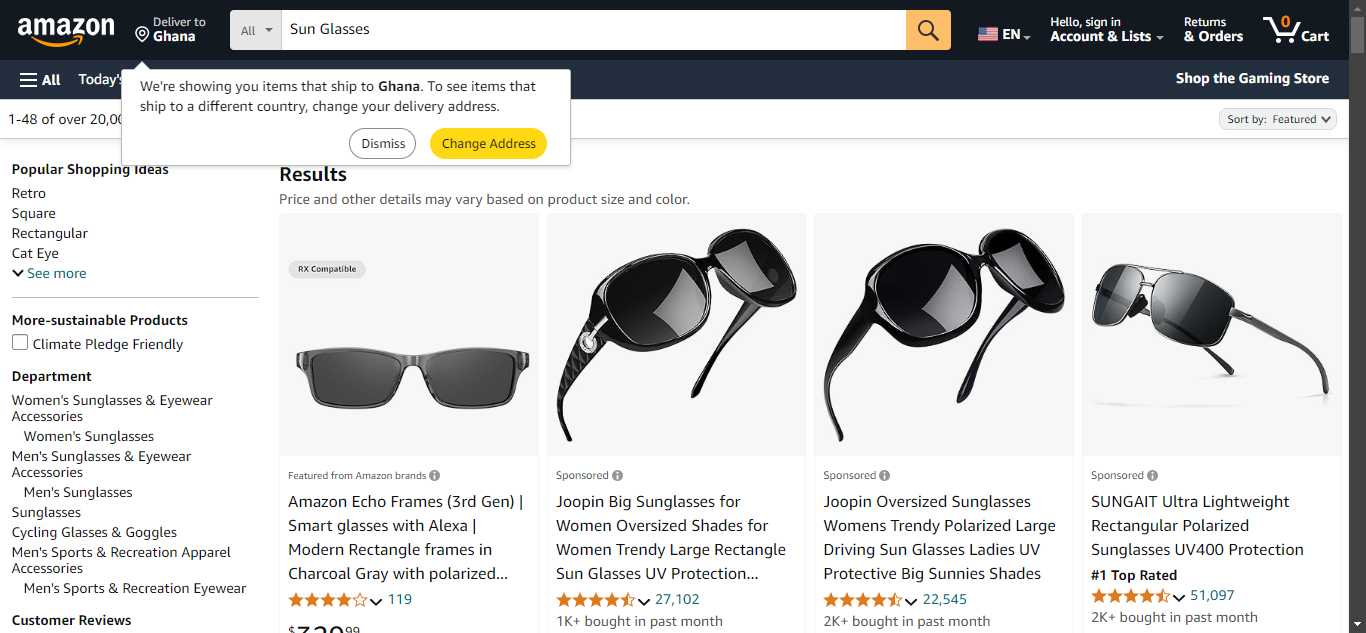 amazon
Deliver to
Ghana
All
Sun Glasses
EN
Hello, sign in
Account & Lists
Returns
& Orders
0
Cart
All
Today's
Shop the Gaming Store
We're showing you items that ship to Ghana. To see items that
ship to a different country, change your delivery address.
Dismiss
Change Address
1-48 of over 20,00
Sort by: Featured
Popular Shopping Ideas
Retro
Square
Rectangular
Cat Eye
See more
More-sustainable Products
Climate Pledge Friendly
Department
Women's Sunglasses & Eyewear
Accessories
Women's Sunglasses
Men's Sunglasses & Eyewear
Accessories
Men's Sunglasses
Sunglasses
Cycling Glasses & Goggles
Men's Sports & Recreation Apparel
Accessories
Men's Sports & Recreation Eyewear
Customer Reviews
Results
Price and other details may vary based on product size and color.
RX Compatible
Featured from Amazon brands
Amazon Echo Frames (3rd Gen) |
Smart glasses with Alexa |
Modern Rectangle frames in
Charcoal Gray with polarized...
119
Sponsored
Joopin Big Sunglasses for
Women Oversized Shades for
Women Trendy Large Rectangle
Sun Glasses UV Protection...
27,102
1K+ bought in past month
Sponsored
Joopin Oversized Sunglasses
Womens Trendy Polarized Large
Driving Sun Glasses Ladies UV
Protective Big Sunnies Shades
22,545
2K+ bought in past month
Sponsored
SUNGAIT Ultra Lightweight
Rectangular Polarized
Sunglasses UV400 Protection
#1 Top Rated
51,097
2K+ bought in past month